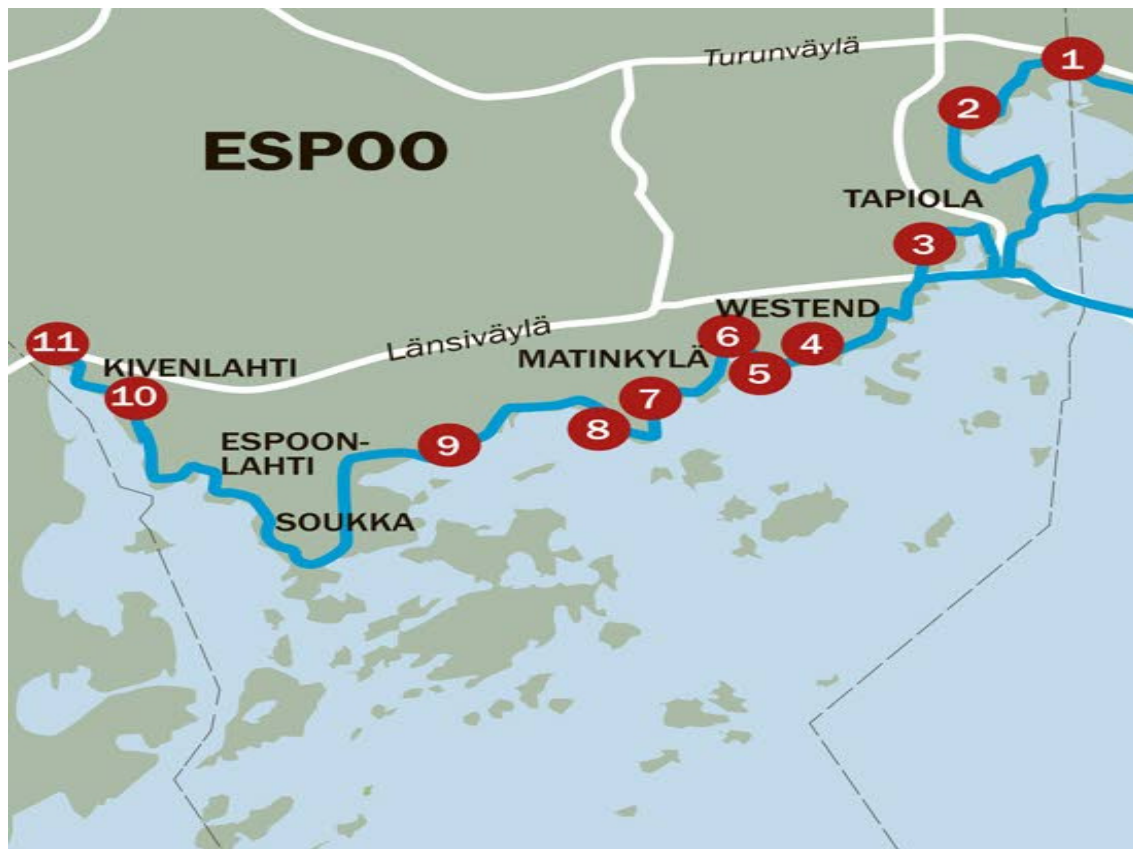 Turunväylä
1
2
ESPOO
TAPIOLA
3
WESTEND
Länsiväylä
6
4
11
MATINKYLÄ
5
KIVENLAHTI
10
7
8
ESPOON-
LAHTI
9
SOUKKA